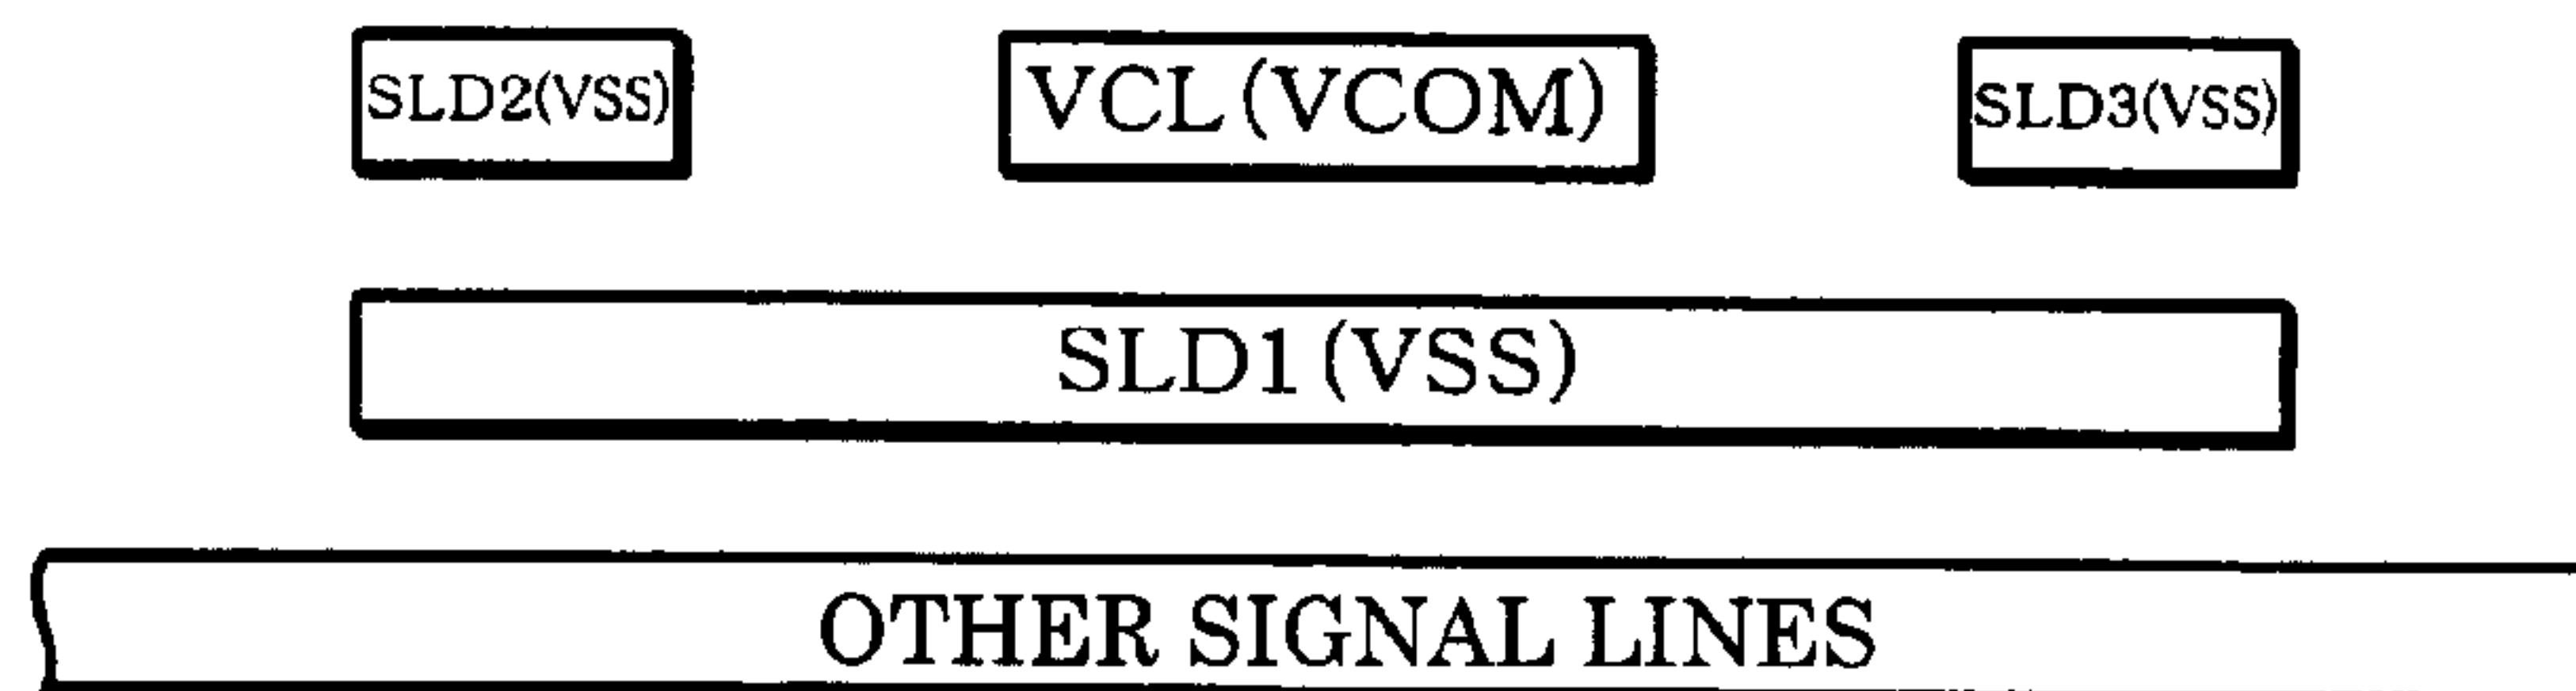 SLD2(VSS) VCL(VCOM) SLD3(VSS)
SLD1(VSS)
OTHER SIGNAL LINES